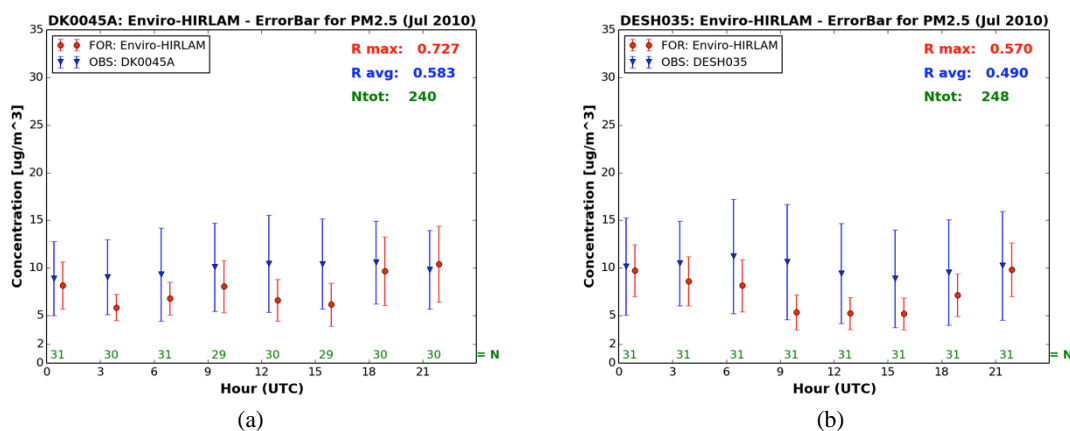 DK0045A: Enviro-HIRLAM - ErrorBar for PM2.5 (Jul 2010)
35
30
25
20
15
10
5
2
0
Concentration [ug/m^3]
FOR: Enviro-HIRLAM
OBS: DK0045A
R max: 0.727
R avg: 0.583
Ntot: 240
31 30 31 29 30 29 30 30 = N
0 3 6 9 12 15 18 21
Hour (UTC)
(a)
DESH035: Enviro-HIRLAM - ErrorBar for PM2.5 (Jul 2010)
35
30
25
20
15
10
5
2
0
Concentration [ug/m^3]
FOR: Enviro-HIRLAM
OBS: DESH035
R max: 0.570
R avg: 0.490
Ntot: 248
31 31 31 31 31 31 31 31 = N
0 3 6 9 12 15 18 21
Hour (UTC)
(b)